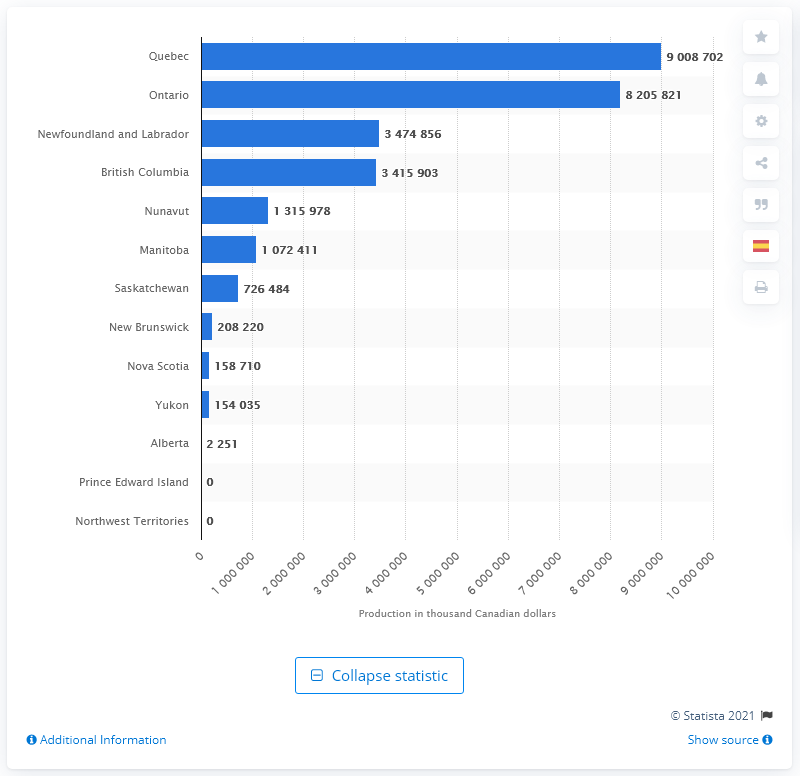 Quebec 9 008 702
Ontario 8 205 821
Newfoundland and Labrador 3 474 856
British Columbia 3 415 903
Nunavut 1 315 978
Manitoba 1 072 411
Saskatchewan 726 484
New Brunswick 208 220
Nova Scotia 158 710
Yukon 154 035
Alberta 2 251
Prince Edward Island 0
Northwest Territories 0
0 1 000 000 2 000 000 3 000 000 4 000 000 5 000 000 6 000 000 7 000 000 8 000 000 9 000 000 10 000 000
Production in thousand Canadian dollars
Collapse statistic
© Statista 2021
Additional Information Show source